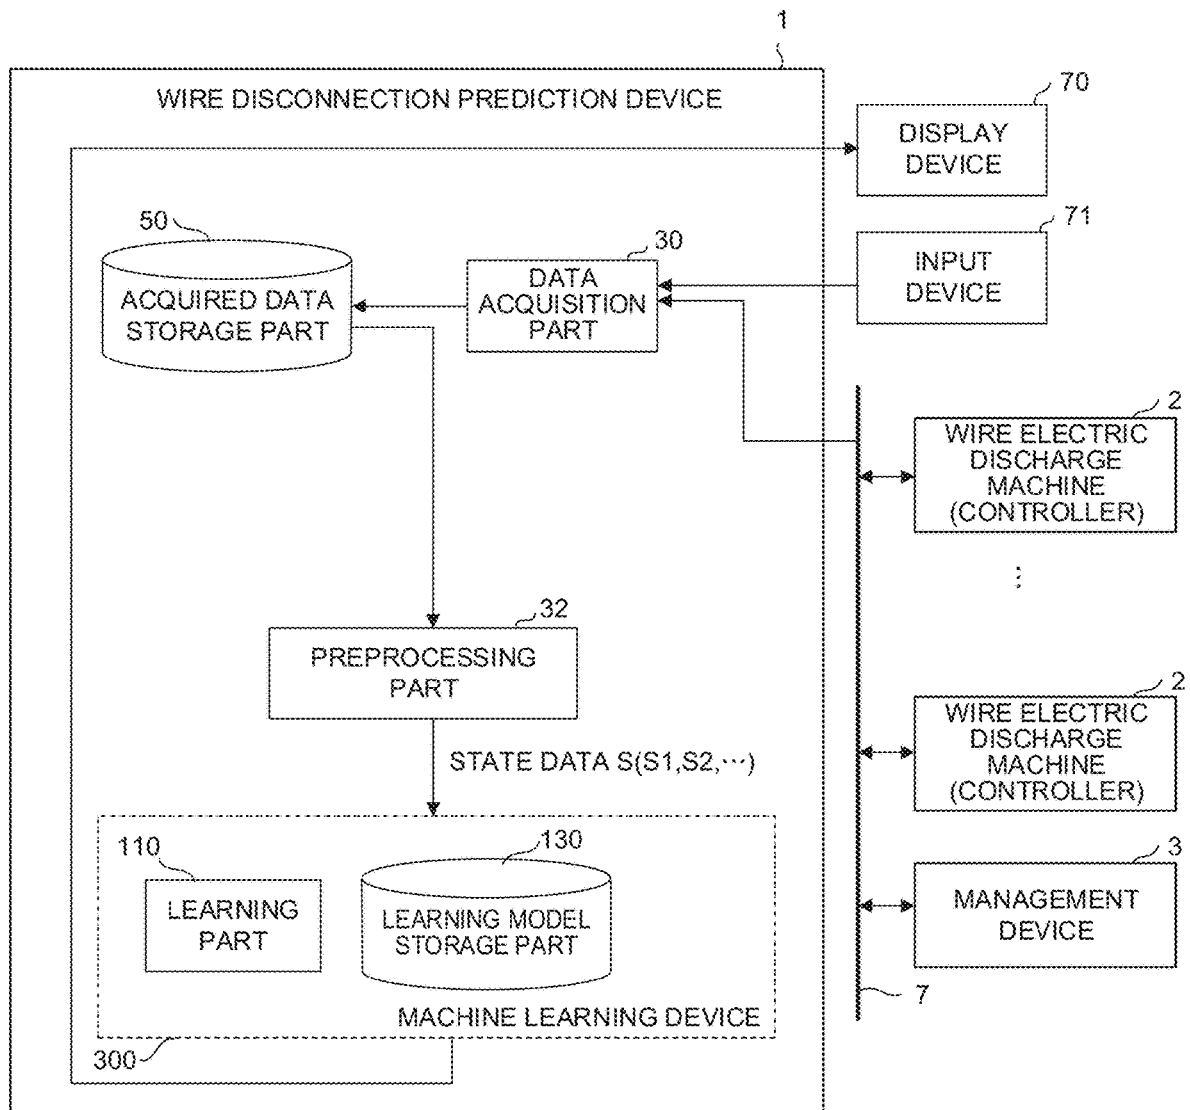 1
WIRE DISCONNECTION PREDICTION DEVICE
70
DISPLAY
DEVICE
71
INPUT
DEVICE
50
ACQUIRED DATA
STORAGE PART
30
DATA
ACQUISITION
PART
2
WIRE ELECTRIC
DISCHARGE
MACHINE
(CONTROLLER)
⋮
32
PREPROCESSING
PART
2
WIRE ELECTRIC
DISCHARGE
MACHINE
(CONTROLLER)
STATE DATA S(S1,S2,⋯)
110
LEARNING
PART
130
LEARNING MODEL
STORAGE PART
MACHINE LEARNING DEVICE
300
3
MANAGEMENT
DEVICE
7